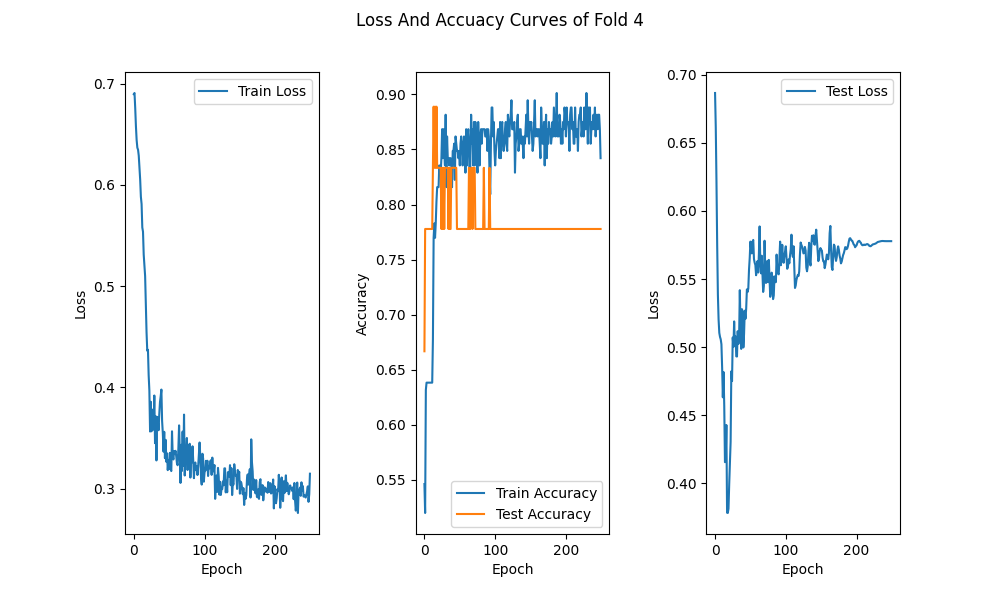 Loss And Accuacy Curves of Fold 4
Train Loss
0.7
0.6
0.5
0.4
0.3
Loss
0 100 200
Epoch
0.90
0.85
0.80
0.75
0.70
0.65
0.60
0.55
Accuracy
Train Accuracy
Test Accuracy
0 100 200
Epoch
Test Loss
0.70
0.65
0.60
0.55
0.50
0.45
0.40
Loss
0 100 200
Epoch